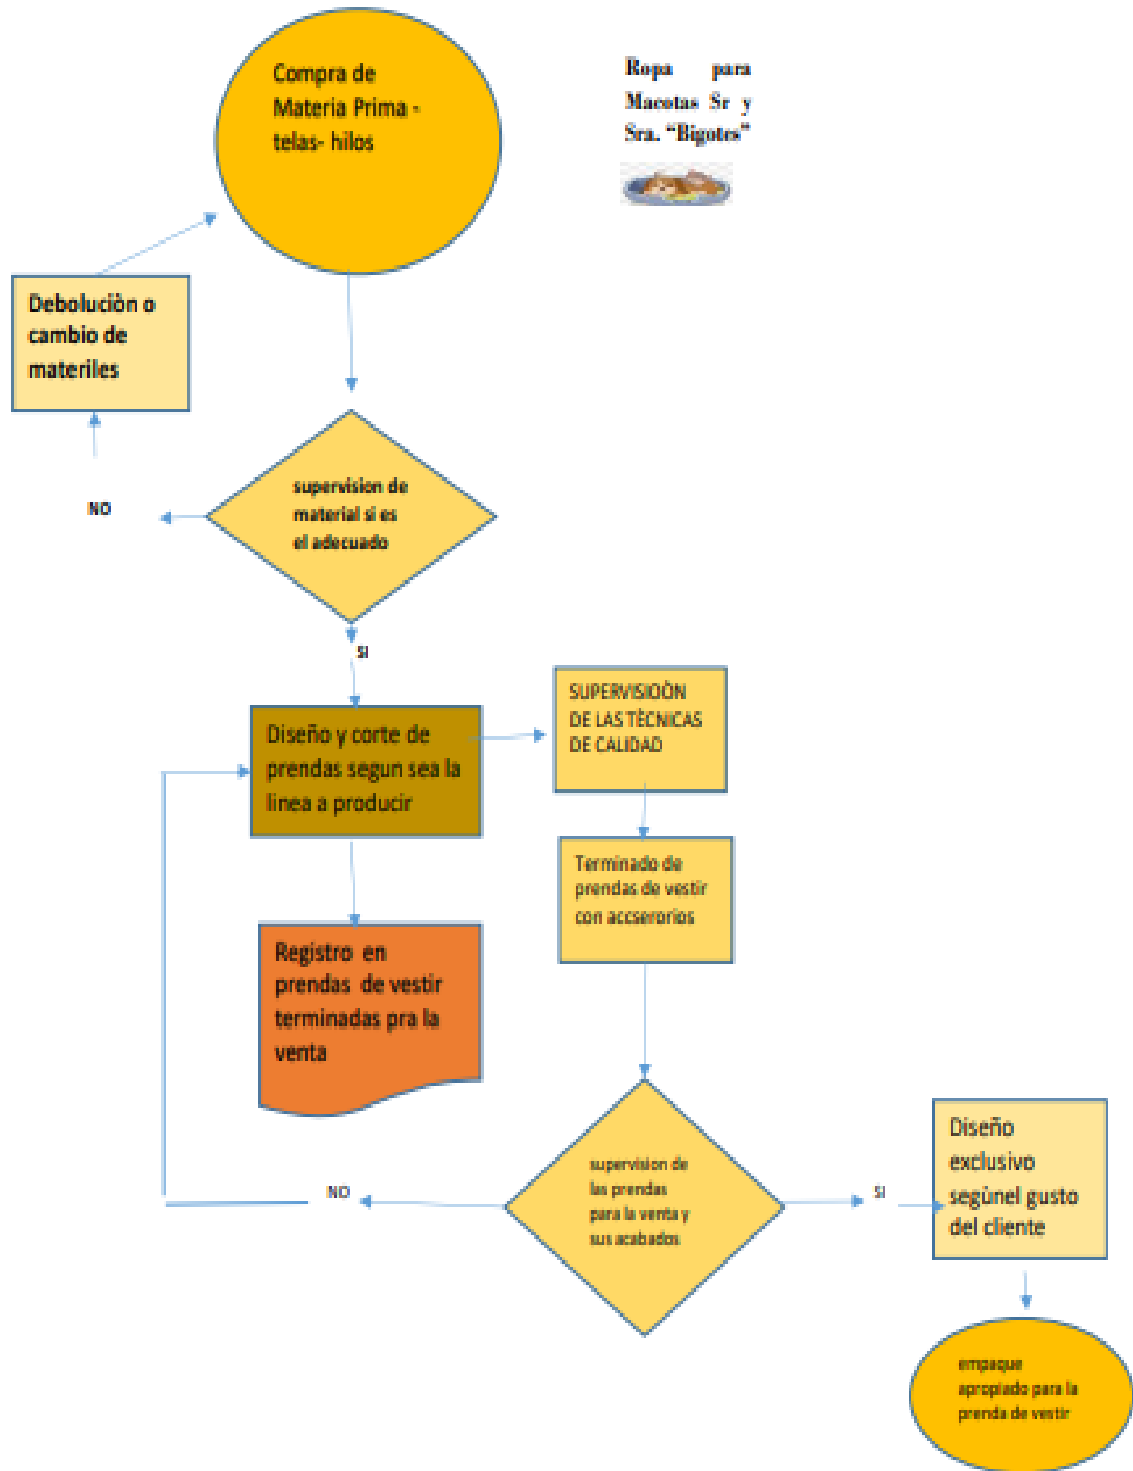 Compra de
Materia Prima -
telas- hilos
Ropa para
Macotas Sr y
Sra. “Bigotes”
Deboluciòn o
cambio de
materiles
supervision de
material si es
el adecuado
NO
SI
Diseño y corte de
prendas segun sea la
linea a producir
SUPERVISIOÒN
DE LAS TÈCNICAS
DE CALIDAD
Terminado de
prendas de vestir
con accserorios
Registro en
prendas de vestir
terminadas pra la
venta
supervision de
las prendas
para la venta y
sus acabados
NO
SI
Diseño
exclusivo
segùnel gusto
del cliente
empaque
apropiado para la
prenda de vestir